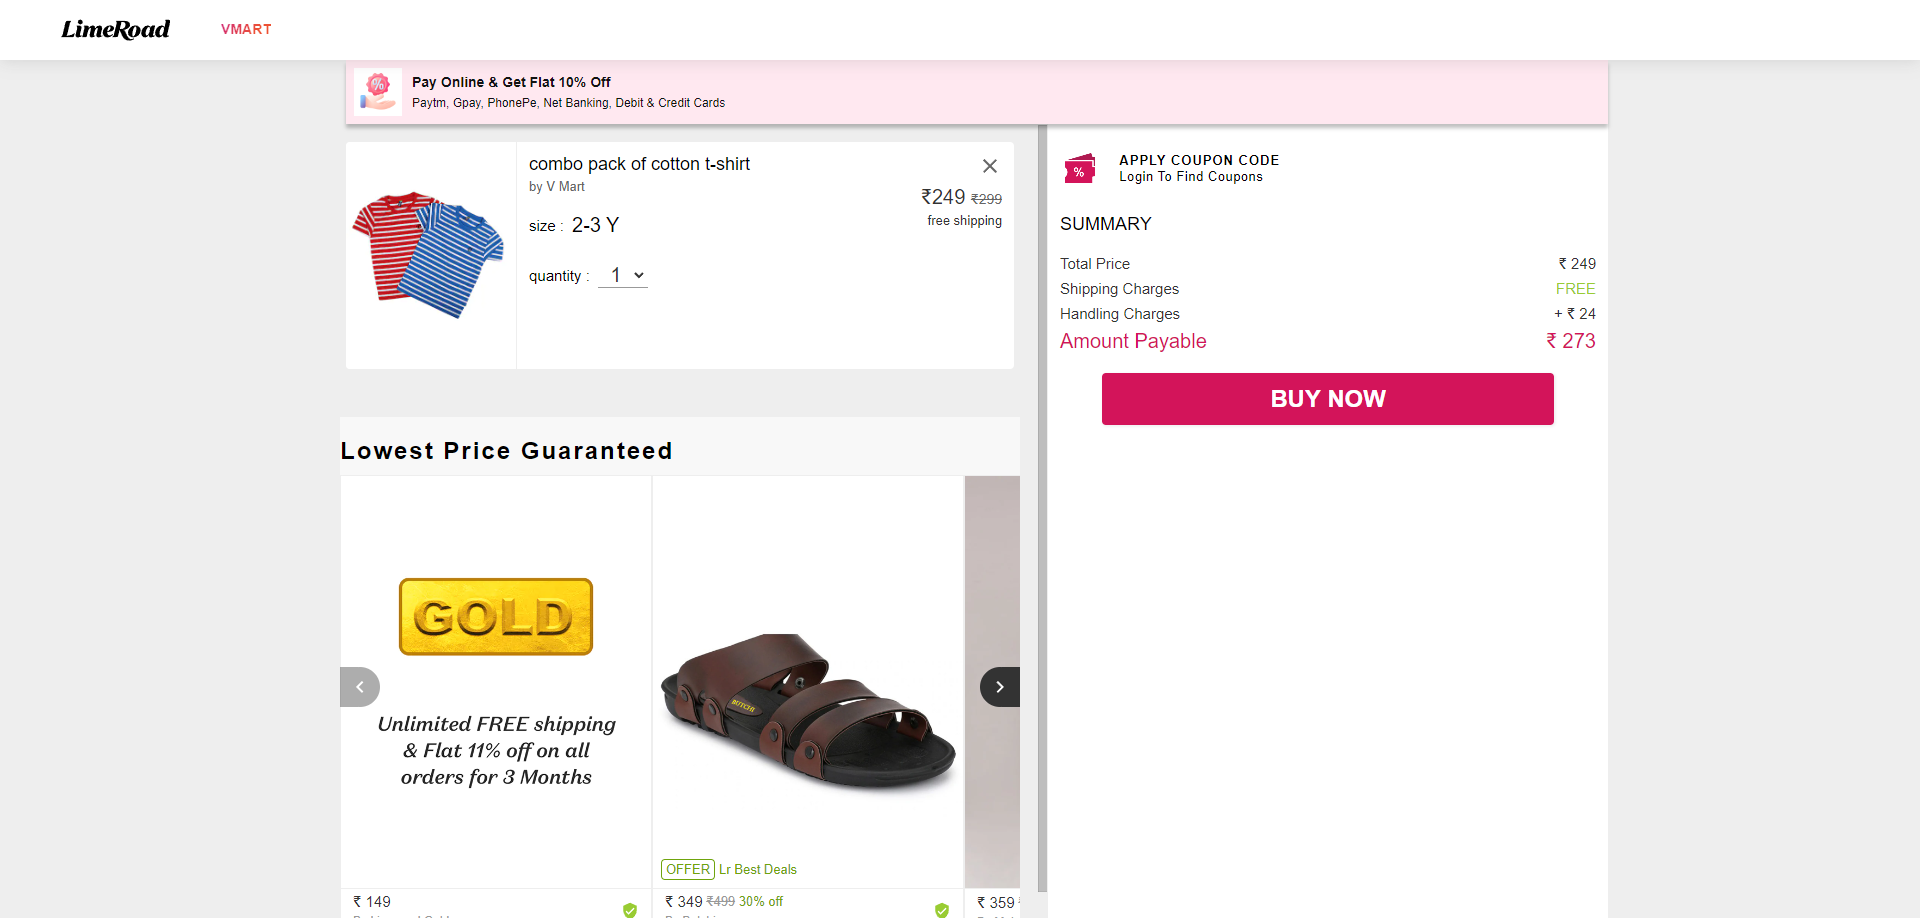 LimeRoad
VMART
Pay Online & Get Flat 10% Off
Paytm, Gpay, PhonePe, Net Banking, Debit & Credit Cards
combo pack of cotton t-shirt
by V Mart
₹249 ₹299
free shipping
size : 2-3 Y
quantity : 1
%
APPLY COUPON CODE
Login To Find Coupons
SUMMARY
Total Price ₹ 249
Shipping Charges FREE
Handling Charges + ₹ 24
Amount Payable ₹ 273
BUY NOW
Lowest Price Guaranteed
GOLD
Unlimited FREE shipping
& Flat 11% off on all
orders for 3 Months
BUTCHI
OFFER Lr Best Deals
₹ 149
₹ 349 ₹499 30% off
₹ 359